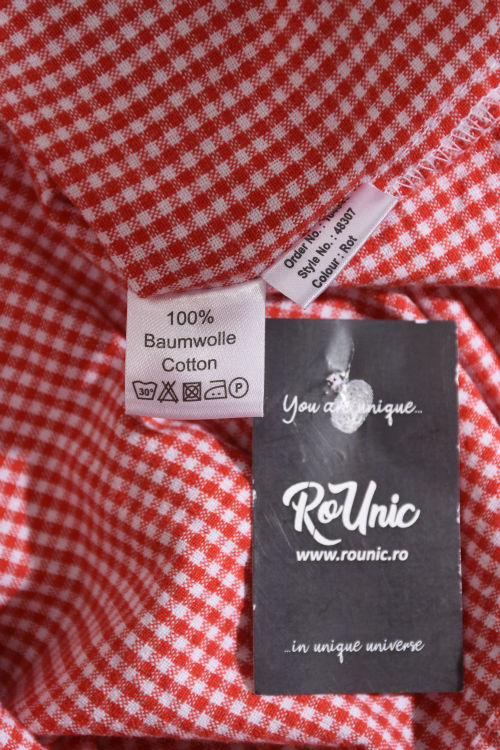 Order No. :
Style No. : 48307
Colour : Rot
100%
Baumwolle
Cotton
30°
P
You are unique...
RoUnic
www.rounic.ro
...in unique universe